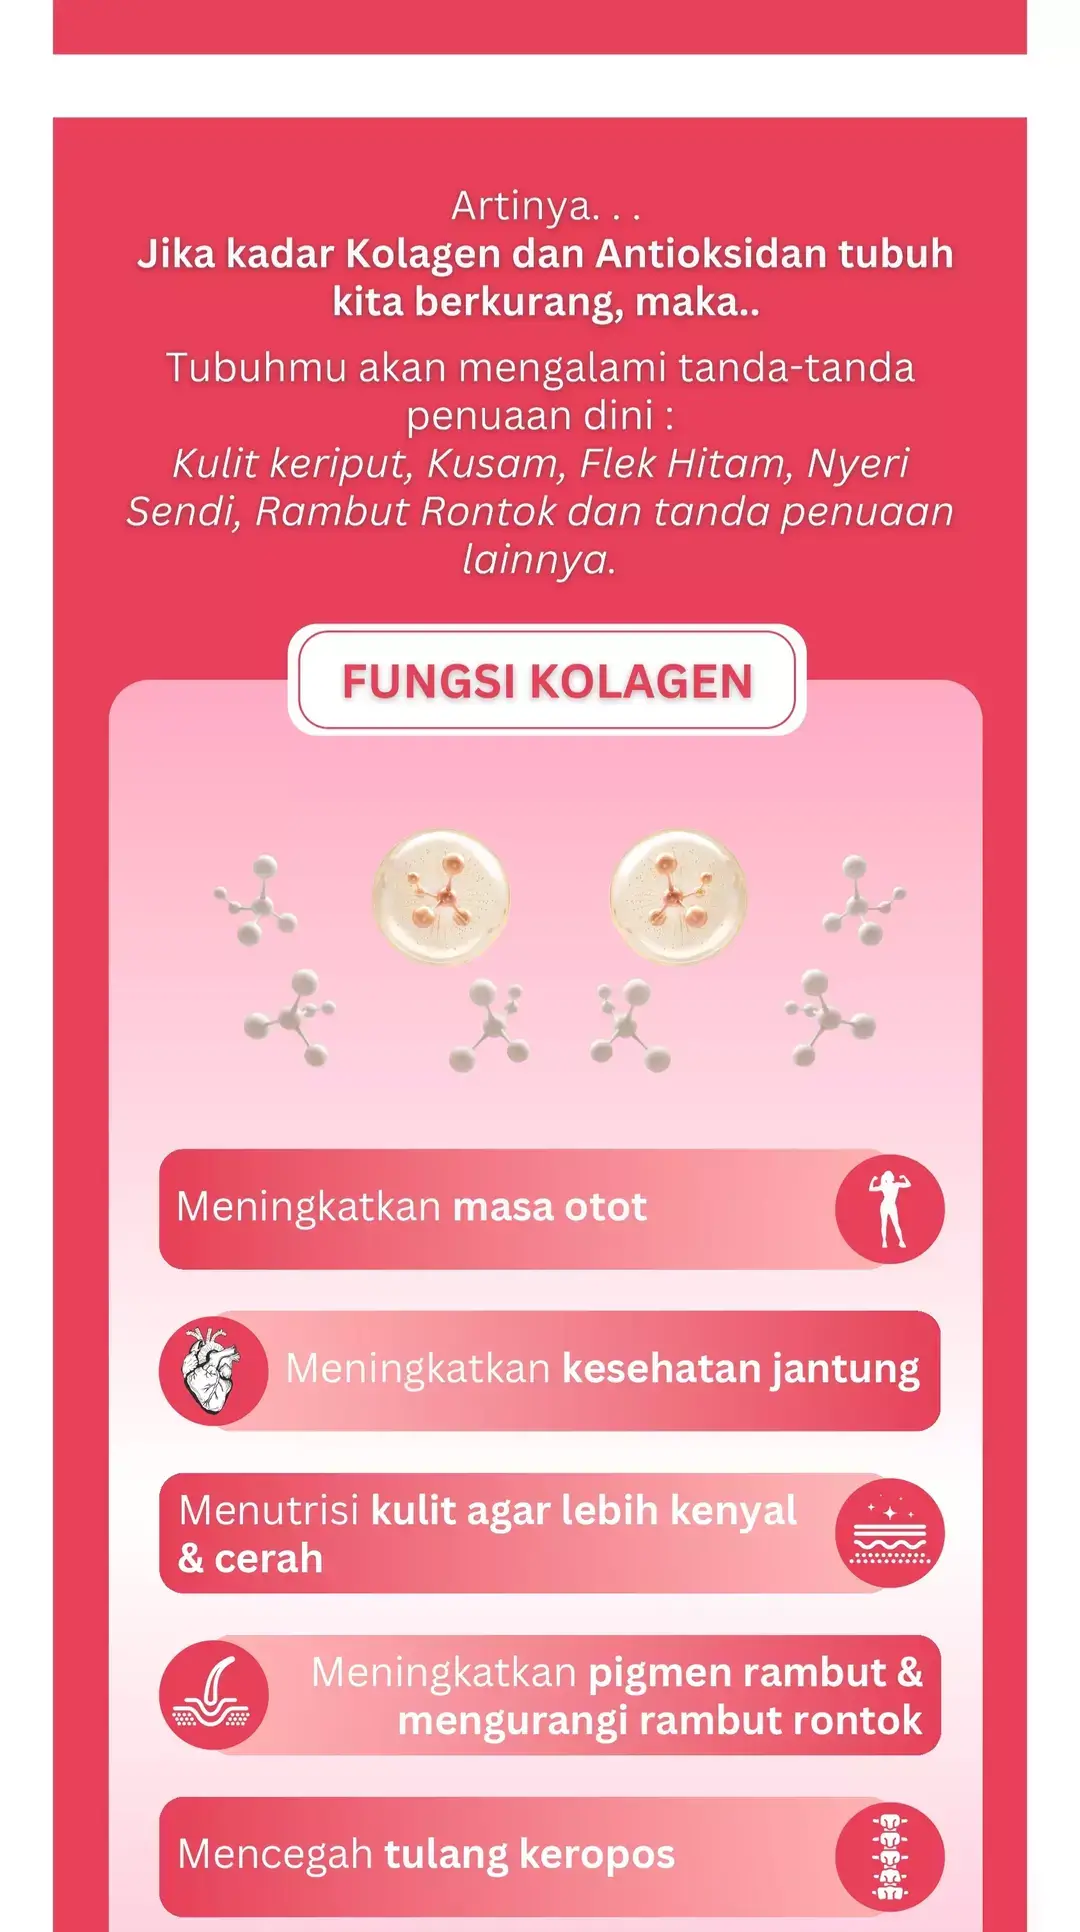 Artinya. . .
Jika kadar Kolagen dan Antioksidan tubuh
kita berkurang, maka..
Tubuhmu akan mengalami tanda-tanda
penuaan dini :
Kulit keriput, Kusam, Flek Hitam, Nyeri
Sendi, Rambut Rontok dan tanda penuaan
lainnya.
FUNGSI KOLAGEN
Meningkatkan masa otot
Meningkatkan kesehatan jantung
Menutrisi kulit agar lebih kenyal
& cerah
Meningkatkan pigmen rambut &
mengurangi rambut rontok
Mencegah tulang keropos